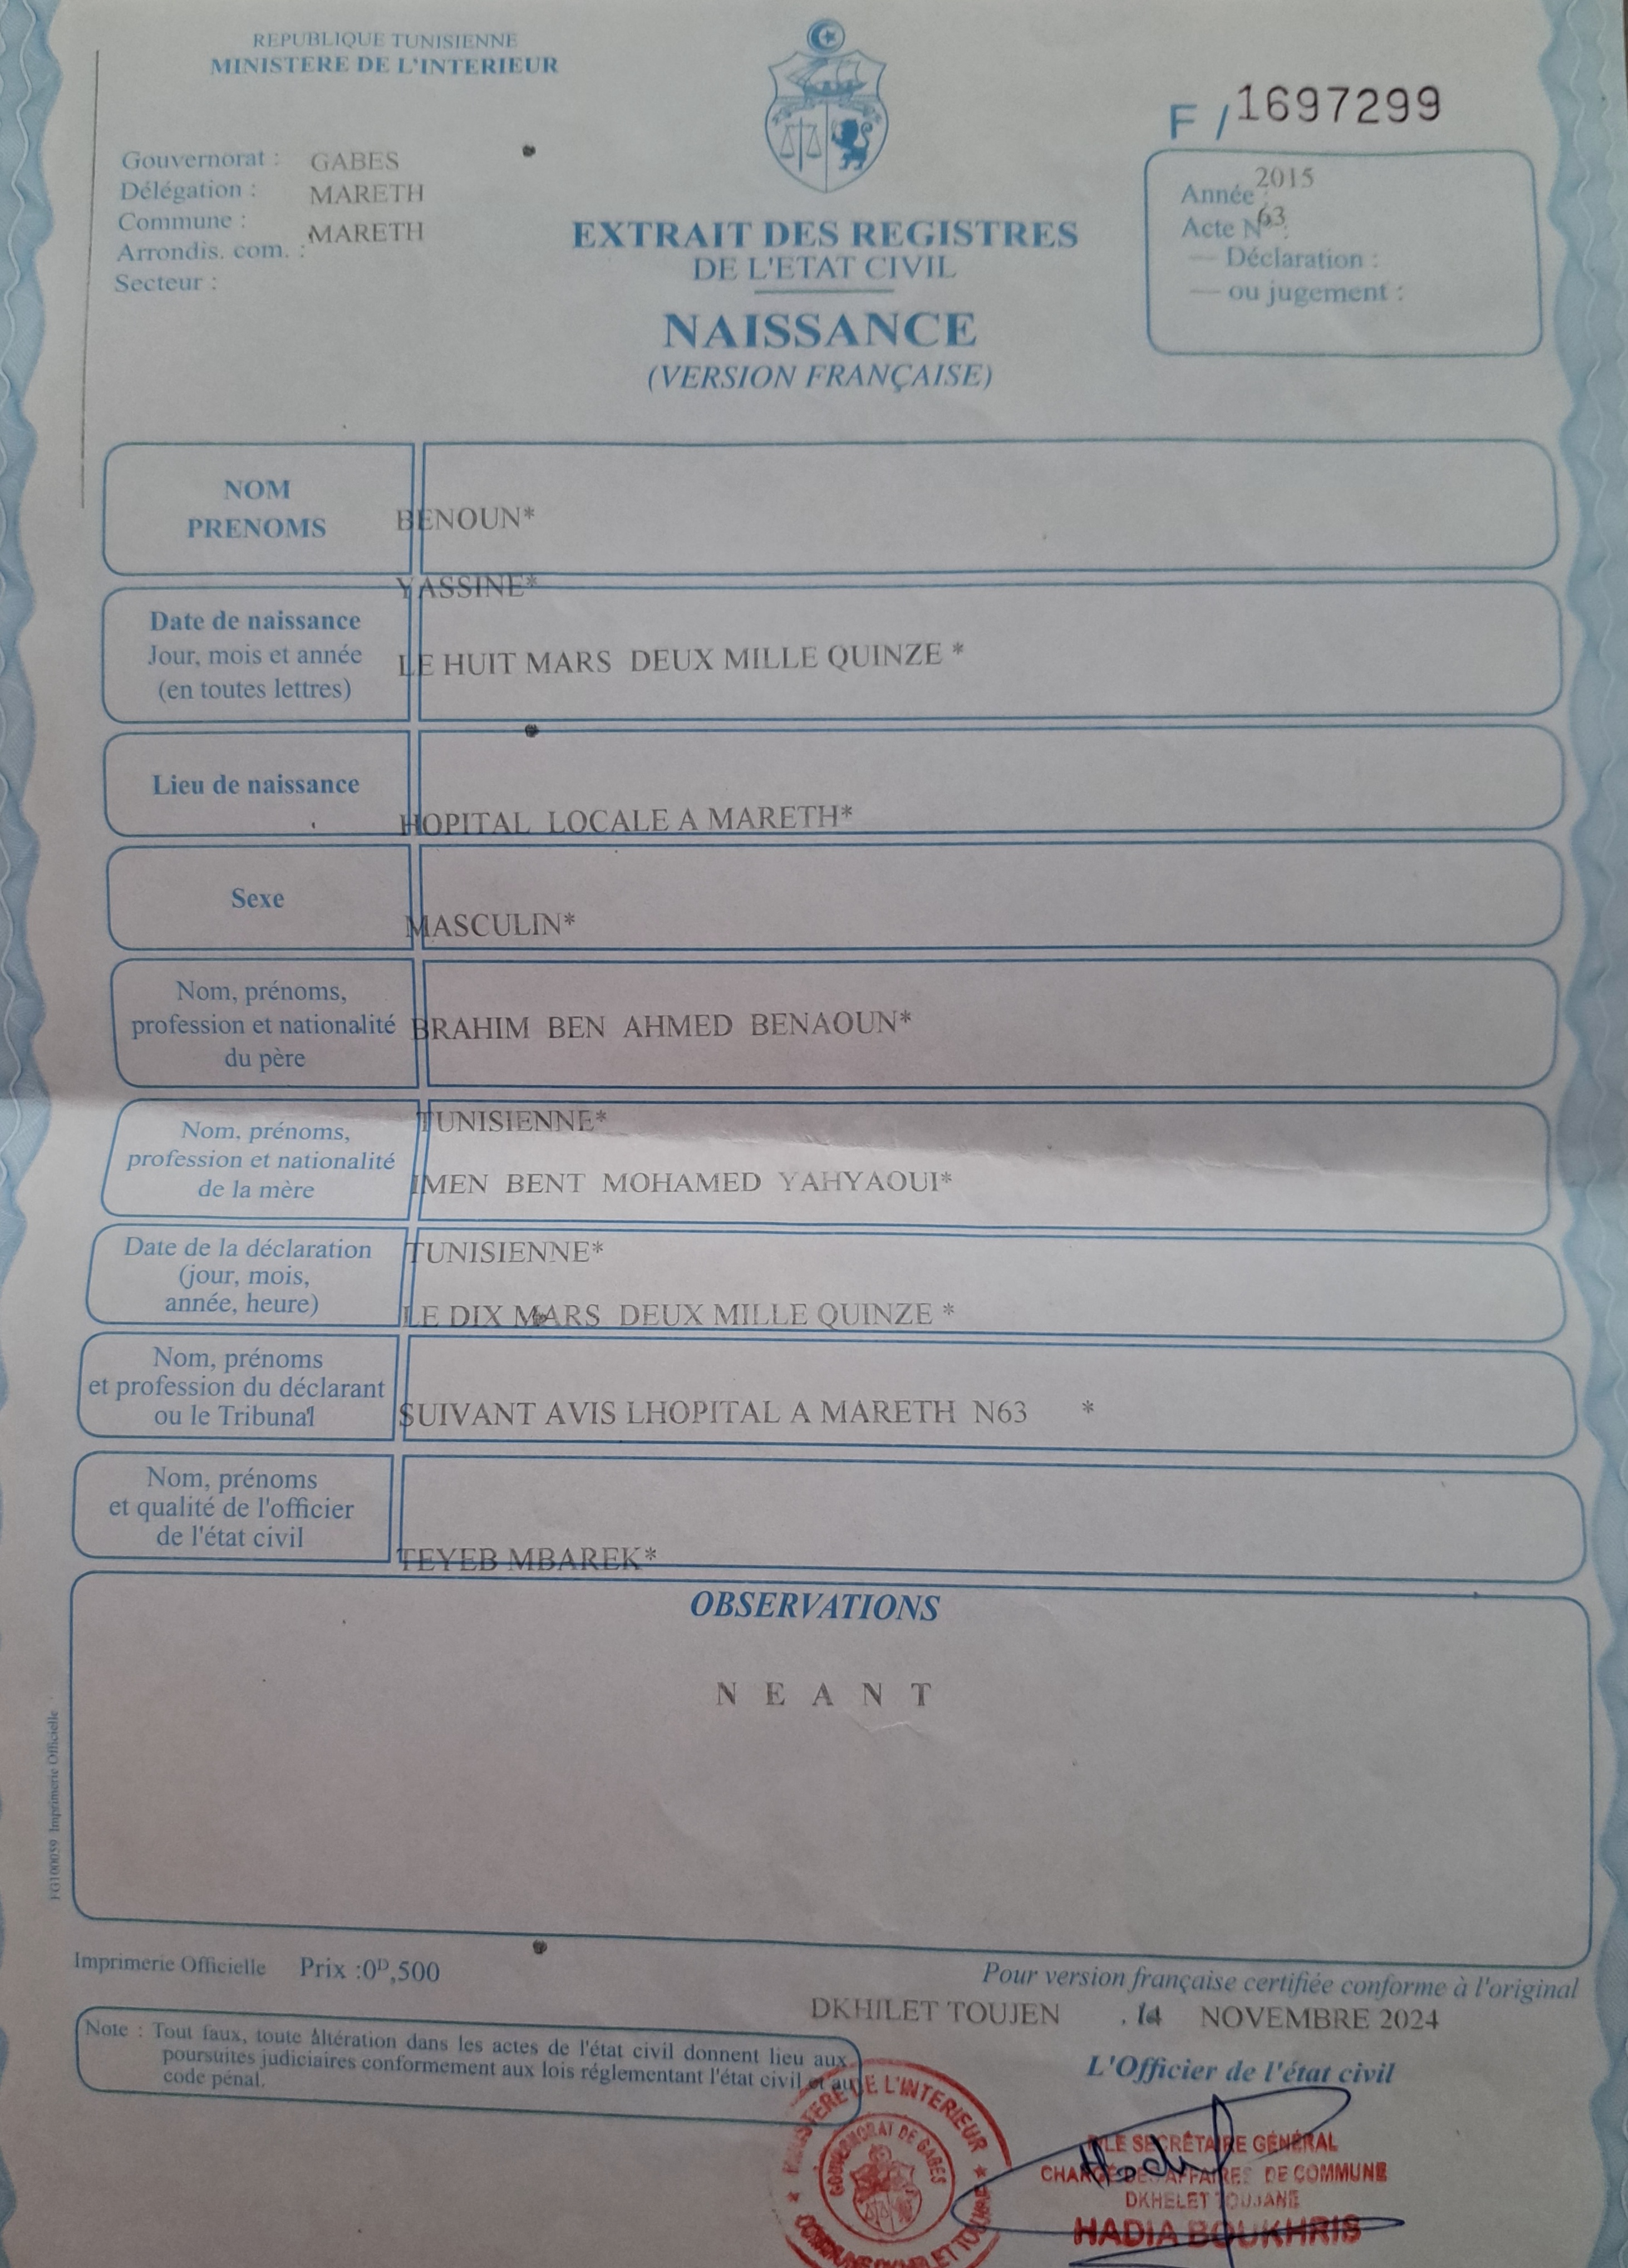 REPUBLIQUE TUNISIENNE
MINISTERE DE L'INTERIEUR
F / 1697299
Gouvernorat : GABES
Délégation : MARETH
Commune : MARETH
Arrondis. com. :
Secteur :
EXTRAIT DES REGISTRES
DE L'ETAT CIVIL
NAISSANCE
(VERSION FRANÇAISE)
Année : 2015
Acte N° : 63
— Déclaration :
— ou jugement :
NOM
PRENOMS
BENOUN*
YASSINE*
Date de naissance
Jour, mois et année
(en toutes lettres)
LE HUIT MARS DEUX MILLE QUINZE *
Lieu de naissance
HOPITAL LOCALE A MARETH*
Sexe
MASCULIN*
Nom, prénoms,
profession et nationalité
du père
BRAHIM BEN AHMED BENAOUN*
TUNISIENNE*
Nom, prénoms,
profession et nationalité
de la mère
IMEN BENT MOHAMED YAHYAOUI*
TUNISIENNE*
Date de la déclaration
(jour, mois,
année, heure)
LE DIX MARS DEUX MILLE QUINZE *
Nom, prénoms
et profession du déclarant
ou le Tribunal
SUIVANT AVIS LHOPITAL A MARETH N63 *
Nom, prénoms
et qualité de l'officier
de l'état civil
TEYEB MBAREK*
OBSERVATIONS
N E A N T
FG100059 Imprimerie Officielle
Imprimerie Officielle Prix :0D,500
Pour version française certifiée conforme à l'original
DKHILET TOUJEN . 14 NOVEMBRE 2024
Note : Tout faux, toute altération dans les actes de l'état civil donnent lieu aux
poursuites judiciaires conformement aux lois réglementant l'état civil et au
code pénal.
L'Officier de l'état civil
MINISTERE DE L'INTERIEUR
GOUVERNORAT DE GABES
LE SECRÉTAIRE GÉNÉRAL
CHARGÉ DES AFFAIRES DE COMMUNE
DKHELET TOUJANE
HADIA BOUKHRIS